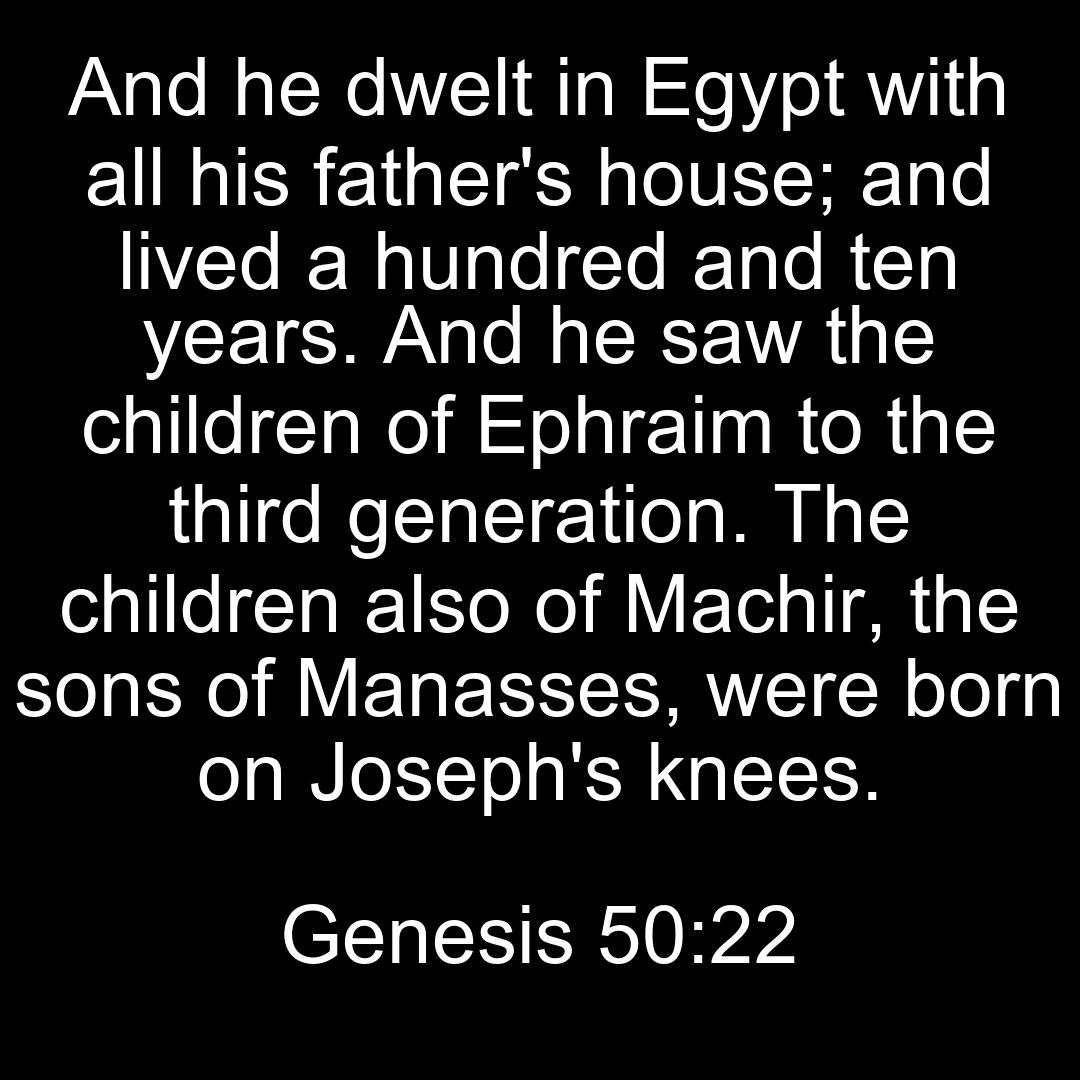 And he dwelt in Egypt with
all his father's house; and
lived a hundred and ten
years. And he saw the
children of Ephraim to the
third generation. The
children also of Machir, the
sons of Manasses, were born
on Joseph's knees.
Genesis 50:22